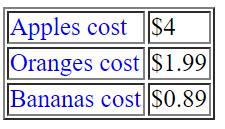 Apples cost $4
Oranges cost $1.99
Bananas cost $0.89